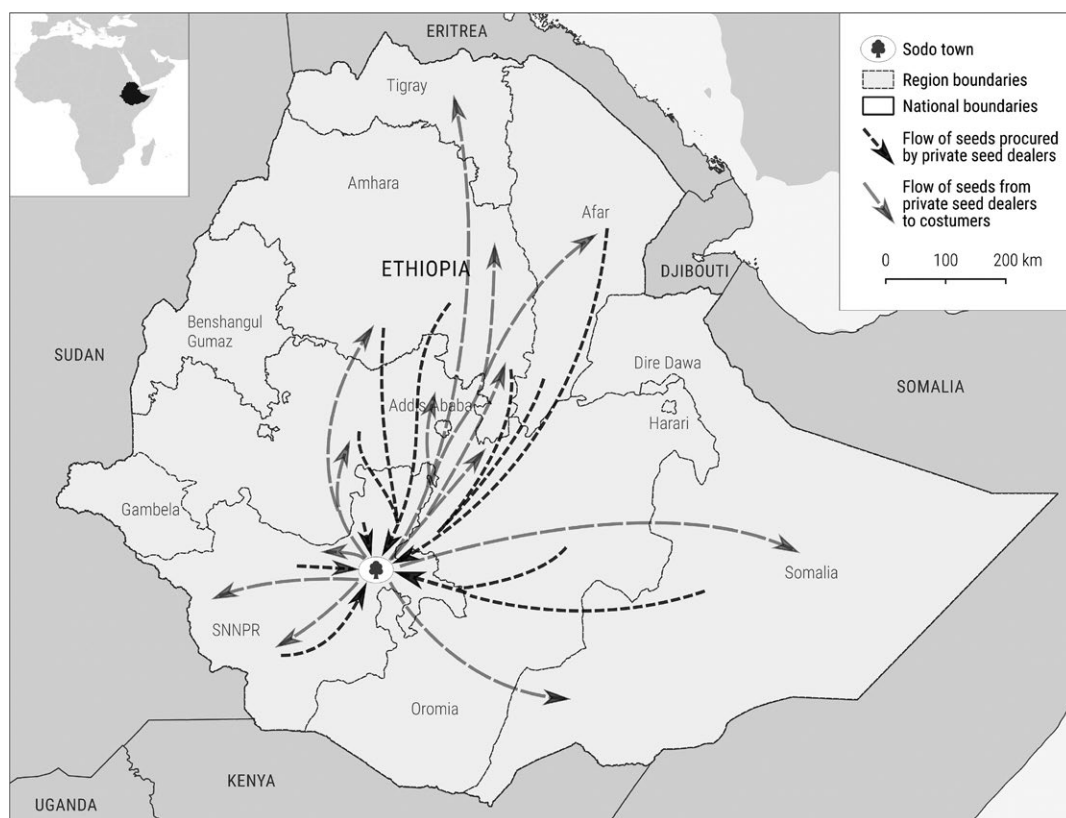 ERITREA
Tigray
Amhara
Afar
ETHIOPIA
DJIBOUTI
Benshangul
Gumaz
SUDAN
Dire Dawa
SOMALIA
Addis Ababa
Harari
Gambela
Somalia
SNNPR
Oromia
KENYA
UGANDA
Sodo town
Region boundaries
National boundaries
Flow of seeds procured
by private seed dealers
Flow of seeds from
private seed dealers
to costumers
0 100 200 km